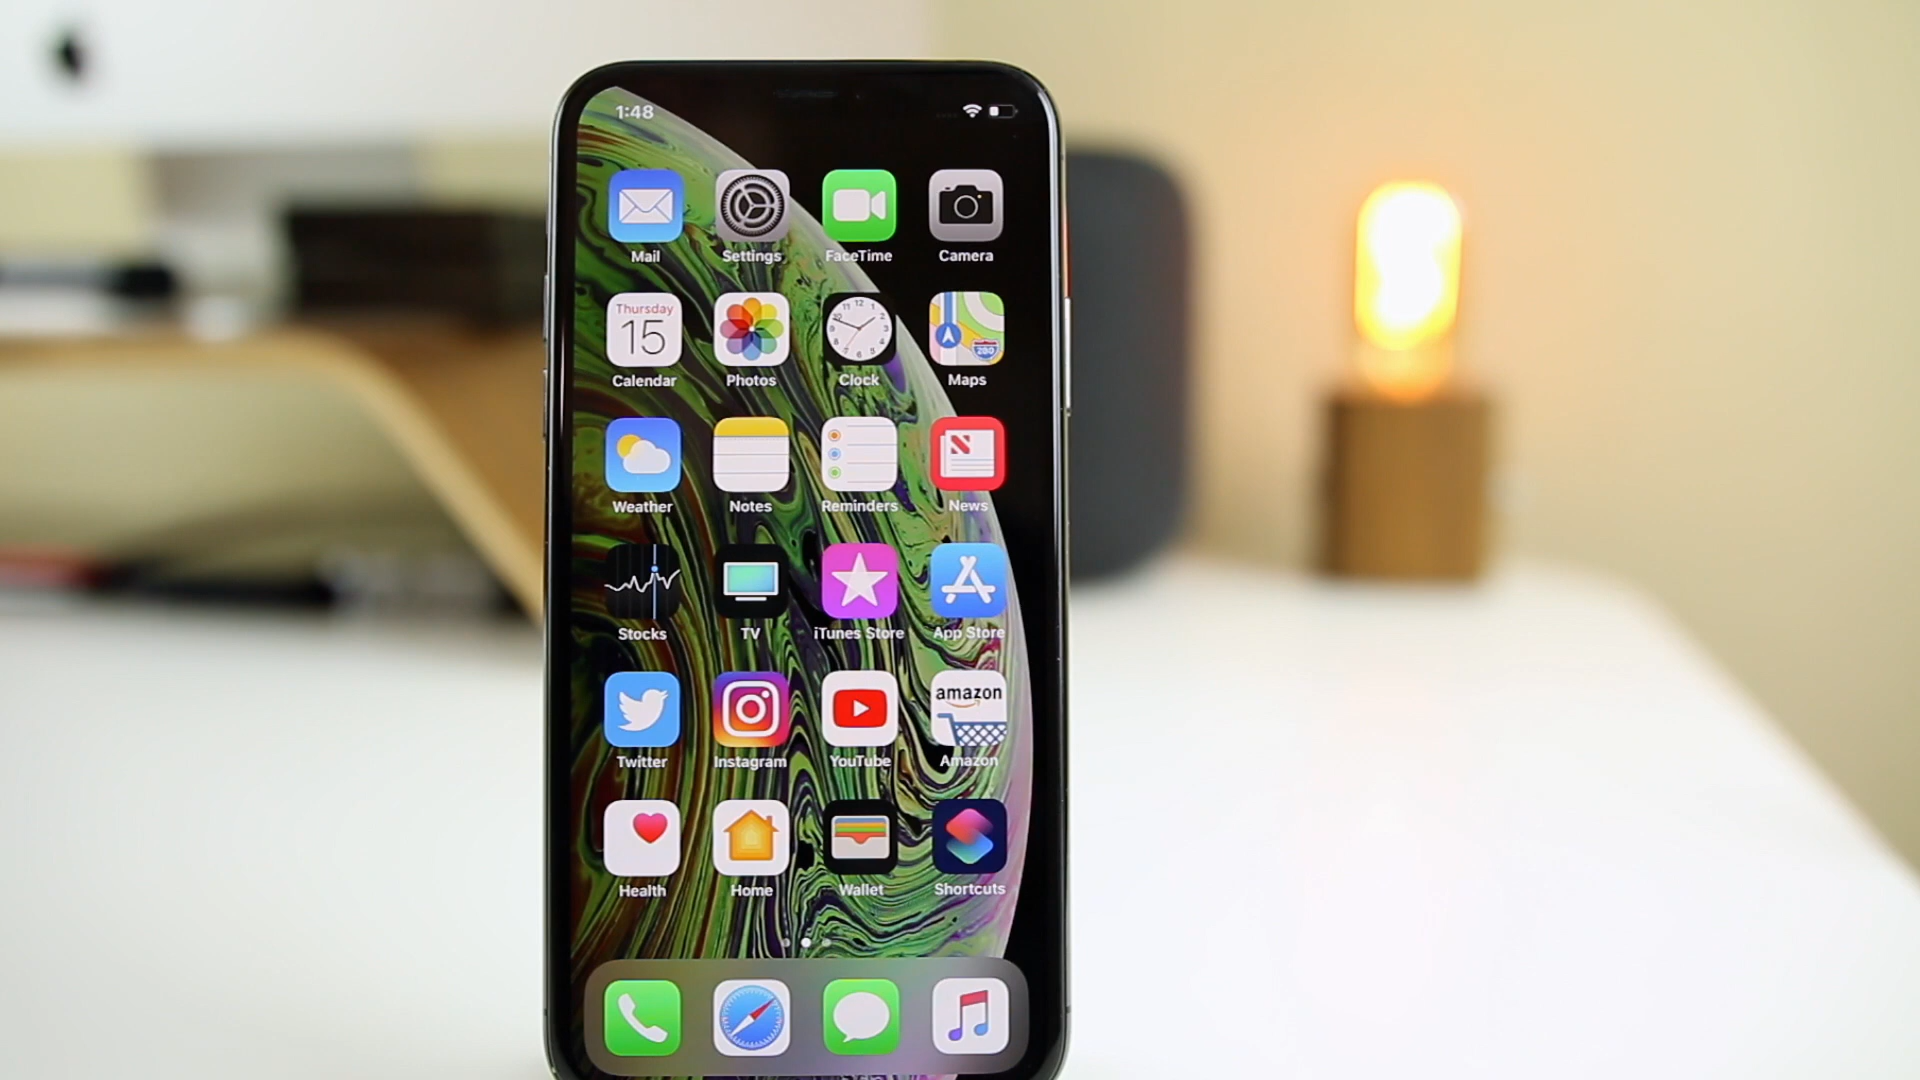 1:48
Mail Settings FaceTime Camera
Thursday
15
Calendar Photos Clock Maps
280
Weather Notes Reminders News
Stocks TV iTunes Store App Store
amazon
Twitter Instagram YouTube Amazon
Health Home Wallet Shortcuts